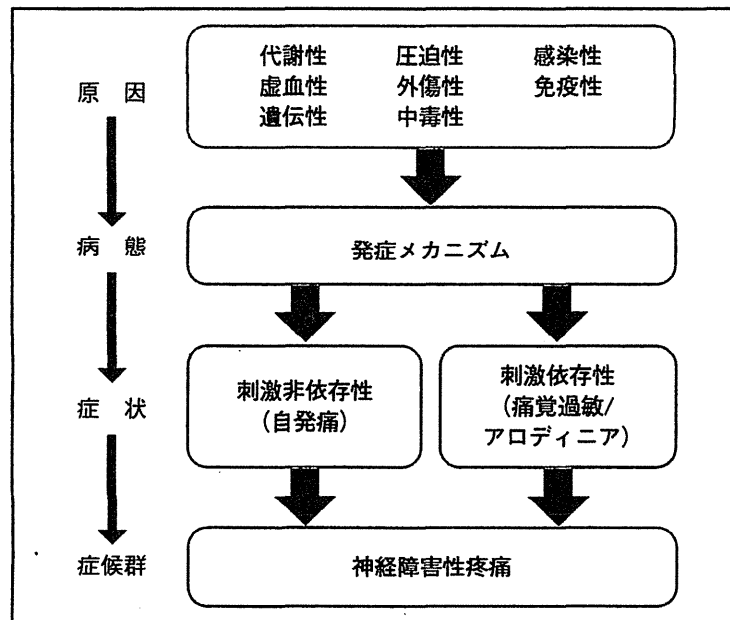 原 因
代謝性 圧迫性 感染性
虚血性 外傷性 免疫性
遺伝性 中毒性
病 態
発症メカニズム
症 状
刺激非依存性
(自発痛)
刺激依存性
(痛覚過敏/
アロディニア)
症候群
神経障害性疼痛